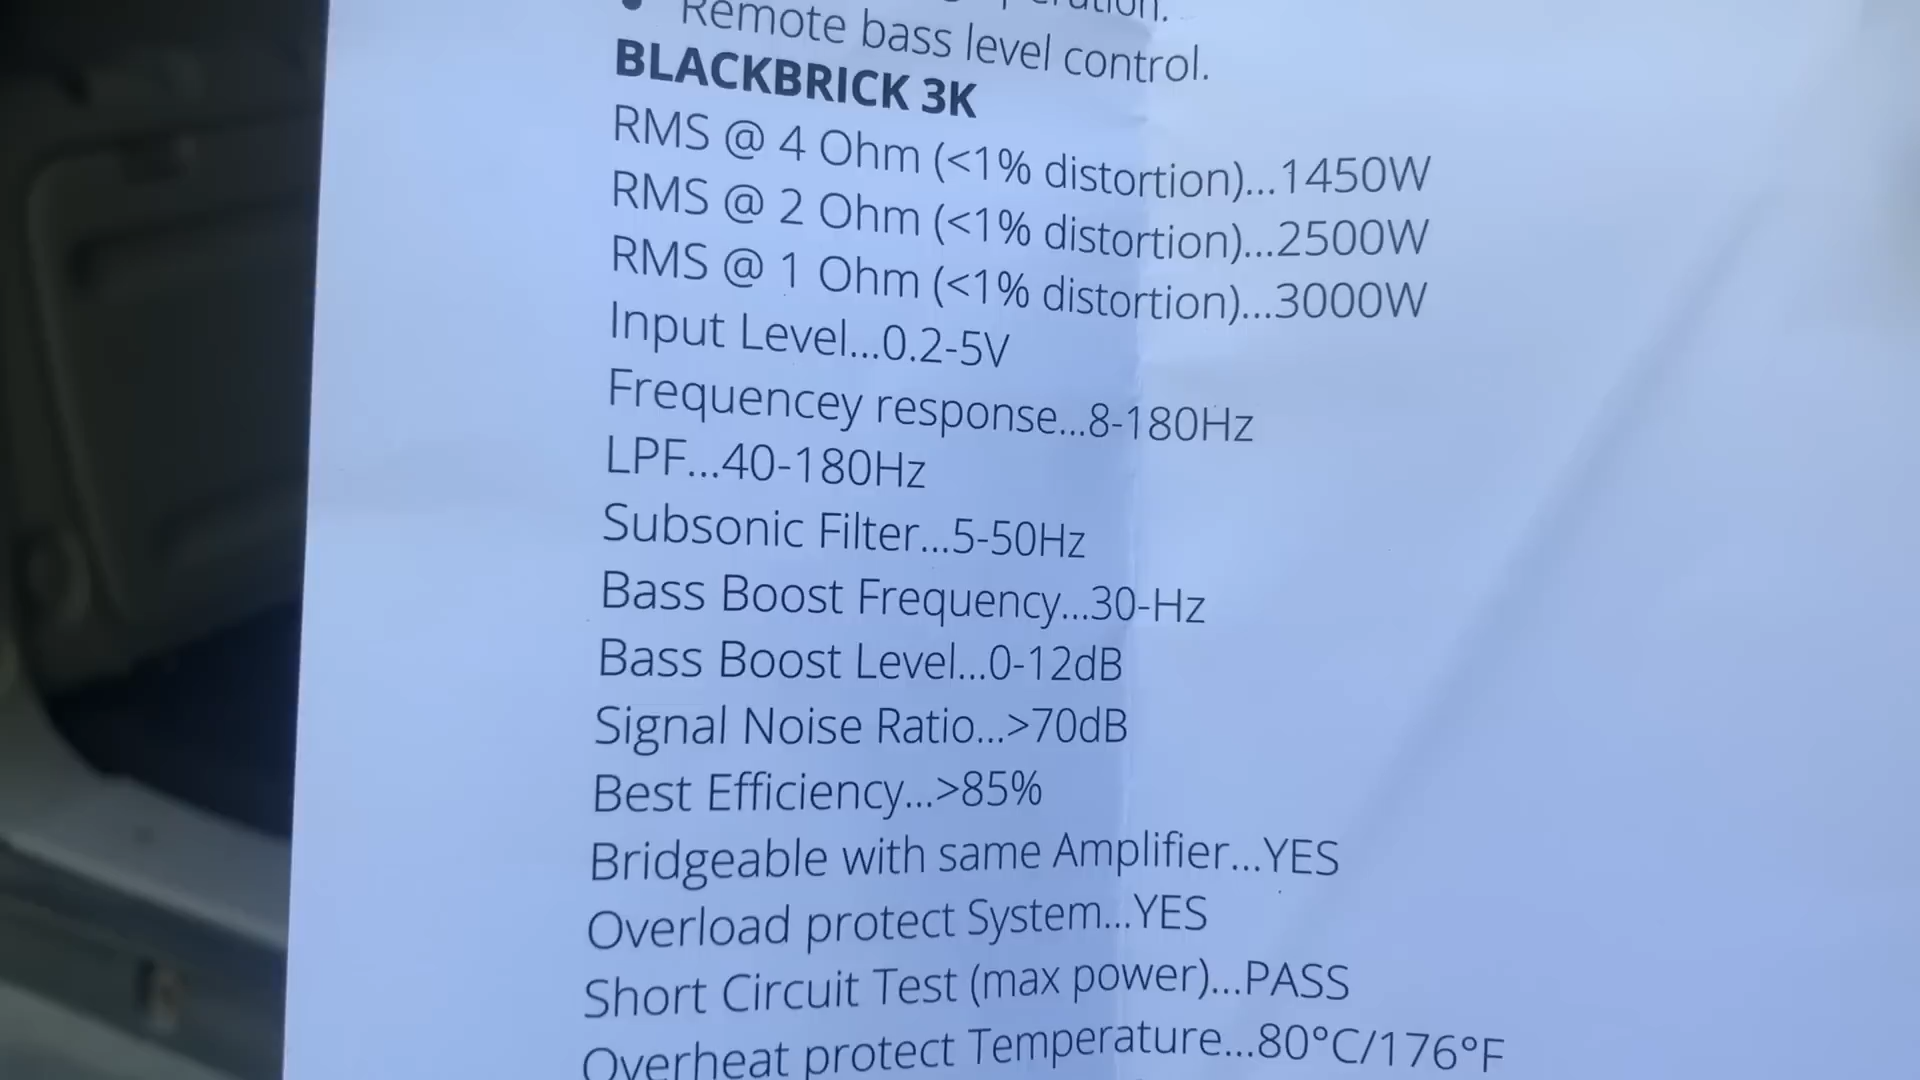 Remote bass level control.
BLACKBRICK 3K
RMS @ 4 Ohm (<1% distortion)...1450W
RMS @ 2 Ohm (<1% distortion)...2500W
RMS @ 1 Ohm (<1% distortion)...3000W
Input Level...0.2-5V
Frequencey response...8-180Hz
LPF...40-180Hz
Subsonic Filter...5-50Hz
Bass Boost Frequency...30-Hz
Bass Boost Level...0-12dB
Signal Noise Ratio...>70dB
Best Efficiency...>85%
Bridgeable with same Amplifier...YES
Overload protect System...YES
Short Circuit Test (max power)...PASS
Overheat protect Temperature...80°C/176°F